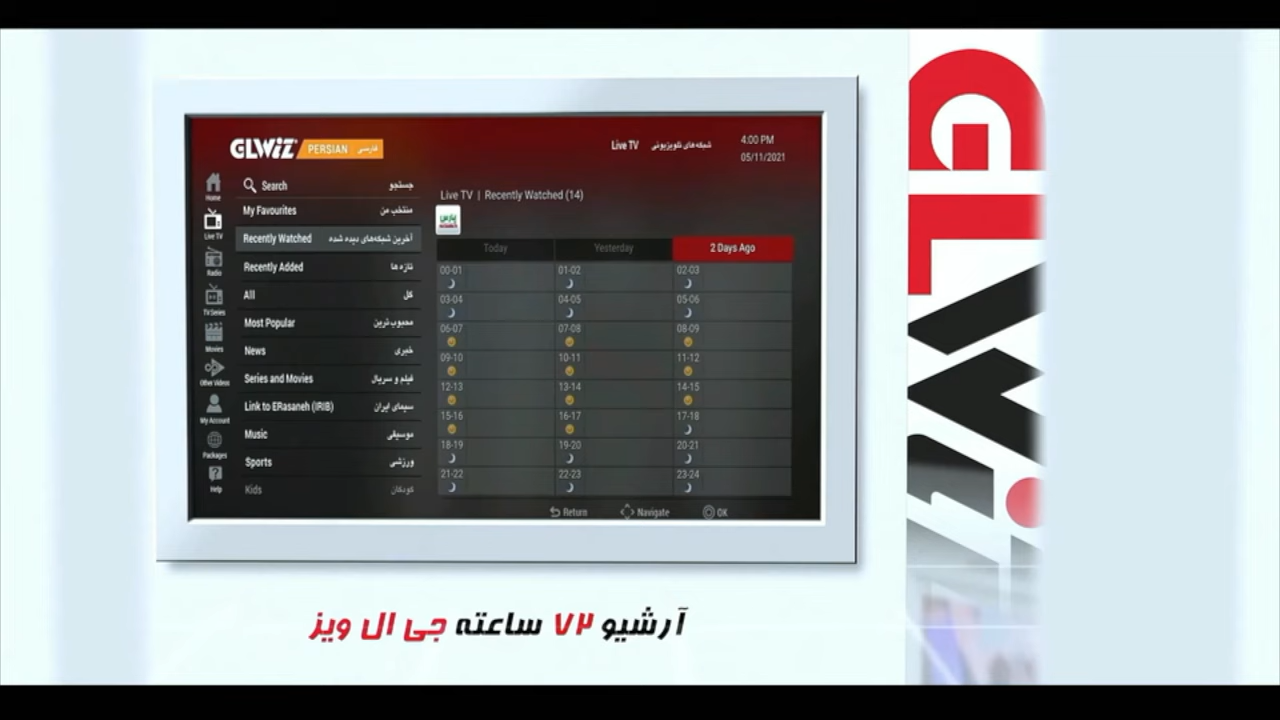 GLWiZ PERSIAN فارسی
Live TV شبکه‌های تلویزیونی
4:00 PM
05/11/2021
Home
Live TV
Radio
TV Series
Movies
Other Videos
My Account
Packages
Help
Search جستجو
My Favourites منتخب من
Recently Watched آخرین شبکه‌های دیده شده
Recently Added تازه ها
All کل
Most Popular محبوب ترین
News خبری
Series and Movies فیلم و سریال
Link to ERasaneh (IRIB) سیمای ایران
Music موسیقی
Sports ورزشی
Kids کودکان
Live TV | Recently Watched (14)
پارس
Today Yesterday 2 Days Ago
00-01 01-02 02-03
03-04 04-05 05-06
06-07 07-08 08-09
09-10 10-11 11-12
12-13 13-14 14-15
15-16 16-17 17-18
18-19 19-20 20-21
21-22 22-23 23-24
Return Navigate OK
آرشیو ۷۲ ساعته جی ال ویز
GLWiZ